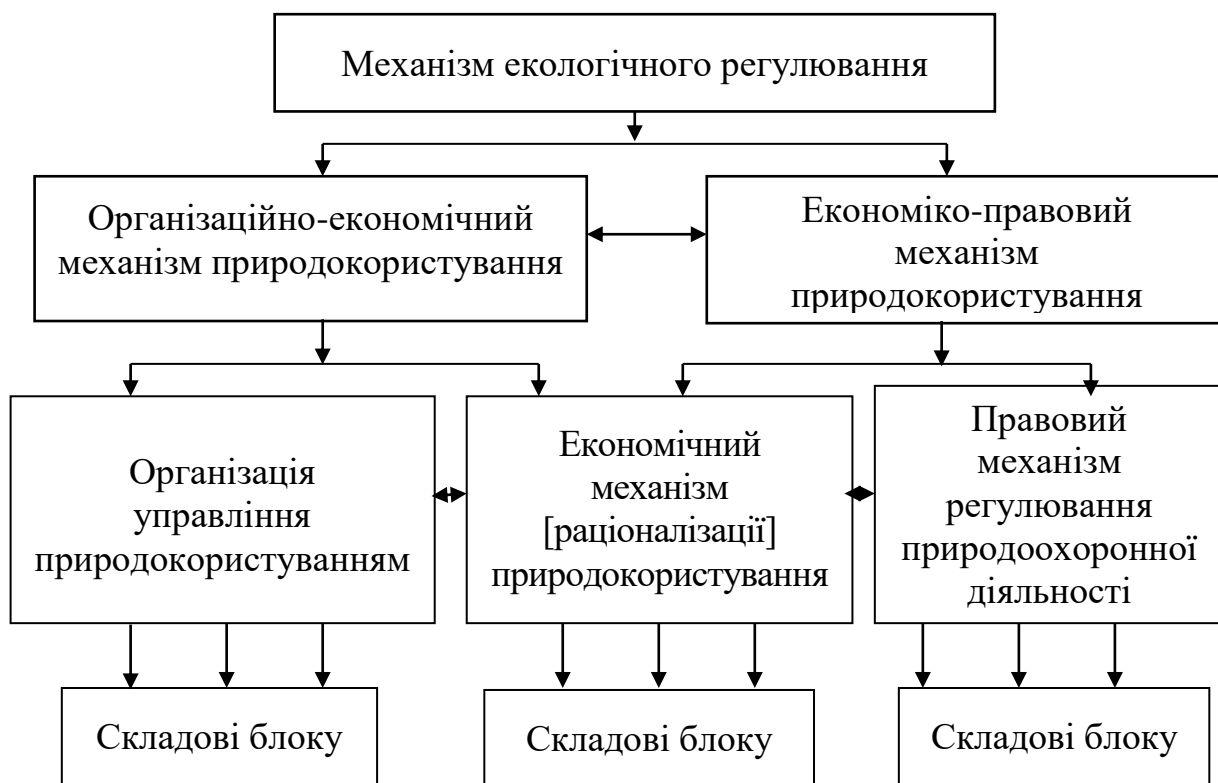 Механізм екологічного регулювання
Організаційно-економічний
механізм природокористування
Економіко-правовий
механізм
природокористування
Організація
управління
природокористуванням
Економічний
механізм
[раціоналізації]
природокористування
Правовий
механізм
регулювання
природоохоронної
діяльності
Складові блоку
Складові блоку
Складові блоку